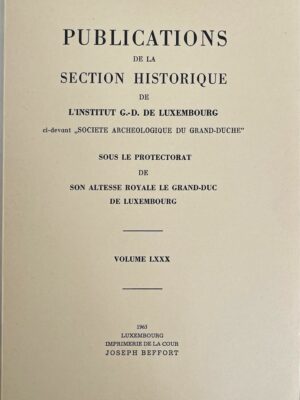 PUBLICATIONS
DE LA
SECTION HISTORIQUE
DE
L'INSTITUT G.-D. DE LUXEMBOURG
ci-devant „SOCIETE ARCHEOLOGIQUE DU GRAND-DUCHE"
SOUS LE PROTECTORAT
DE
SON ALTESSE ROYALE LE GRAND-DUC
DE LUXEMBOURG
VOLUME LXXX
1963
LUXEMBOURG
IMPRIMERIE DE LA COUR
JOSEPH BEFFORT